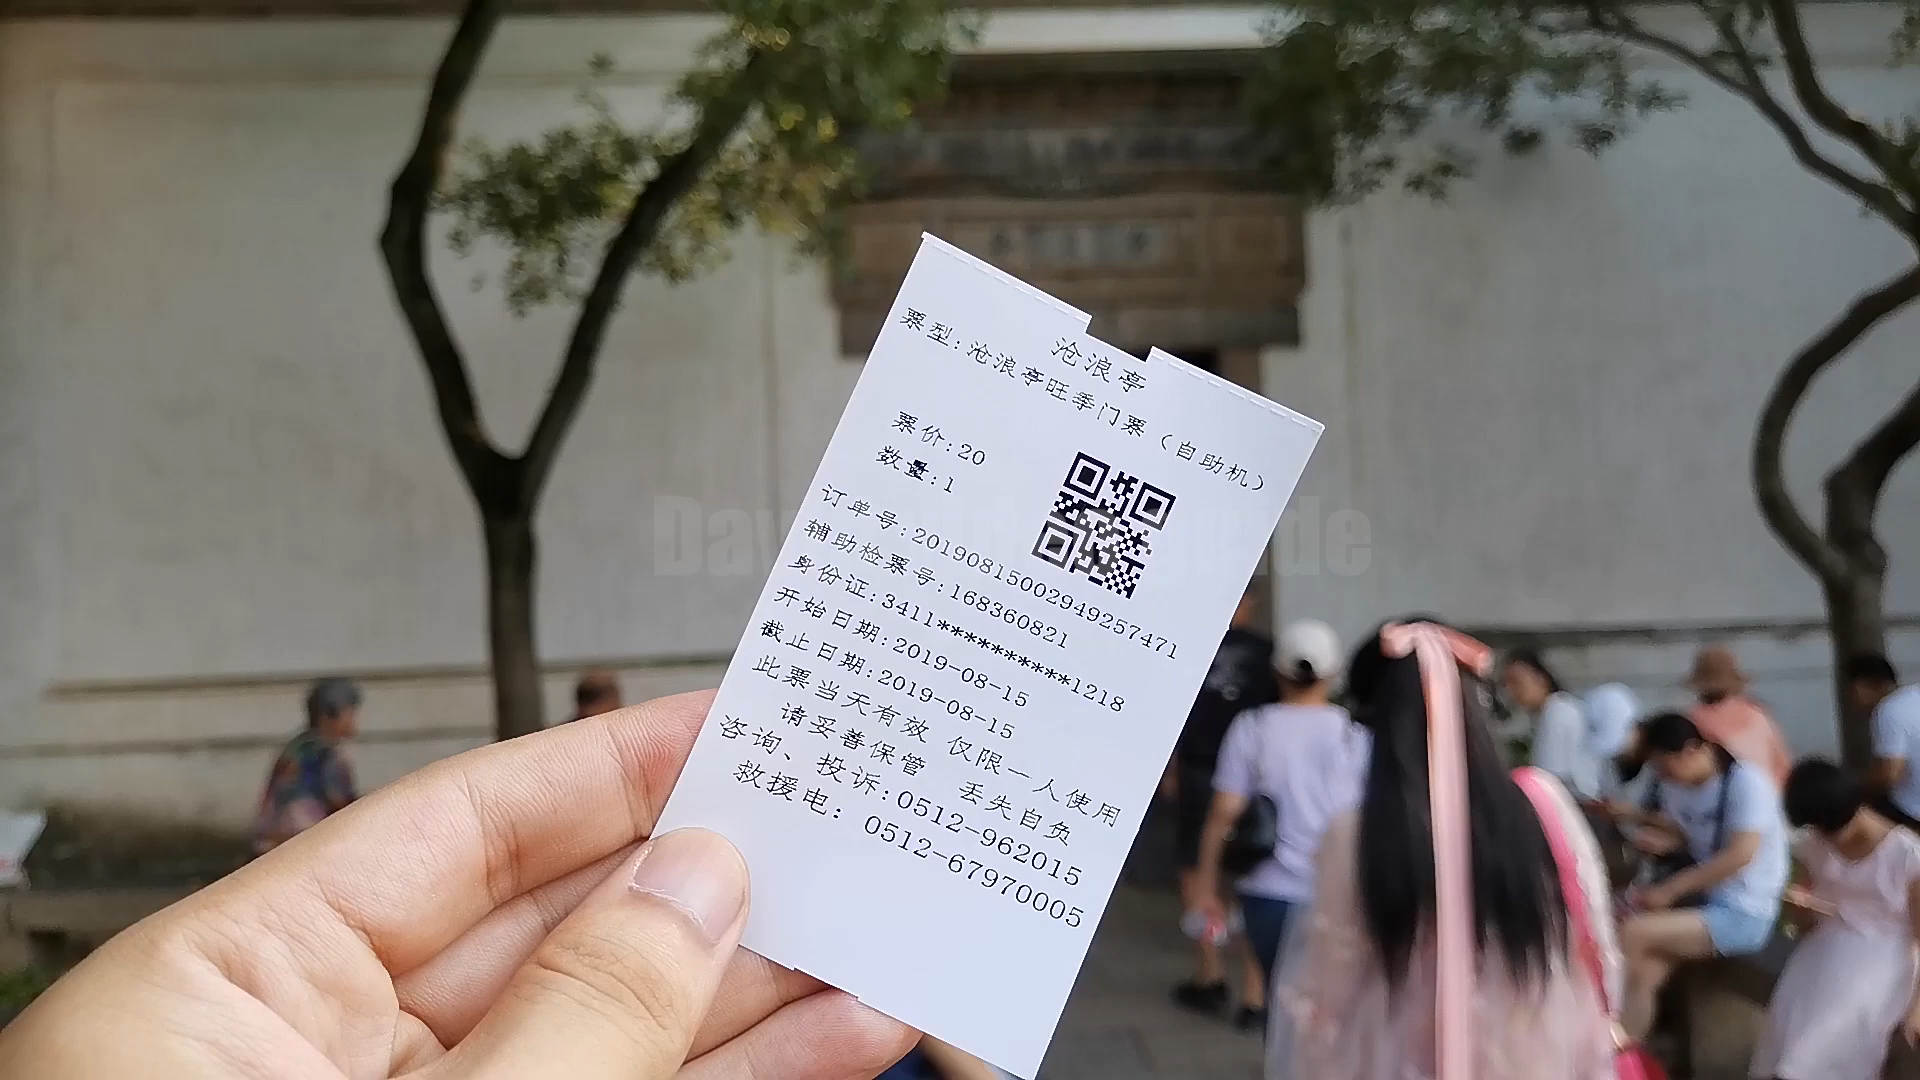 沧浪亭
票型:沧浪亭旺季门票(自助机)
票价:20
数量:1
订单号:20190815002949257471
辅助检票号:168360821
身份证:3411**********1218
开始日期:2019-08-15
截止日期:2019-08-15
此票当天有效 仅限一人使用
请妥善保管 丢失自负
咨询、投诉:0512-962015
救援电: 0512-67970005